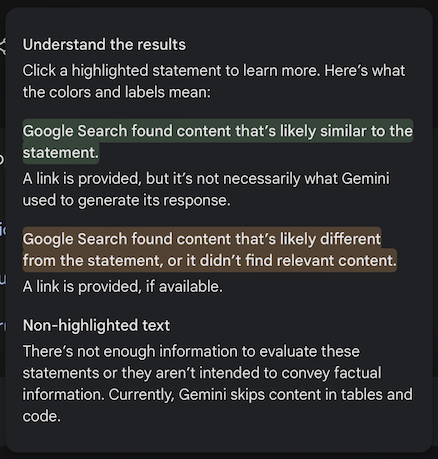 Understand the results
Click a highlighted statement to learn more. Here’s what
the colors and labels mean:
Google Search found content that’s likely similar to the
statement.
A link is provided, but it’s not necessarily what Gemini
used to generate its response.
Google Search found content that’s likely different
from the statement, or it didn’t find relevant content.
A link is provided, if available.
Non-highlighted text
There’s not enough information to evaluate these
statements or they aren’t intended to convey factual
information. Currently, Gemini skips content in tables and
code.